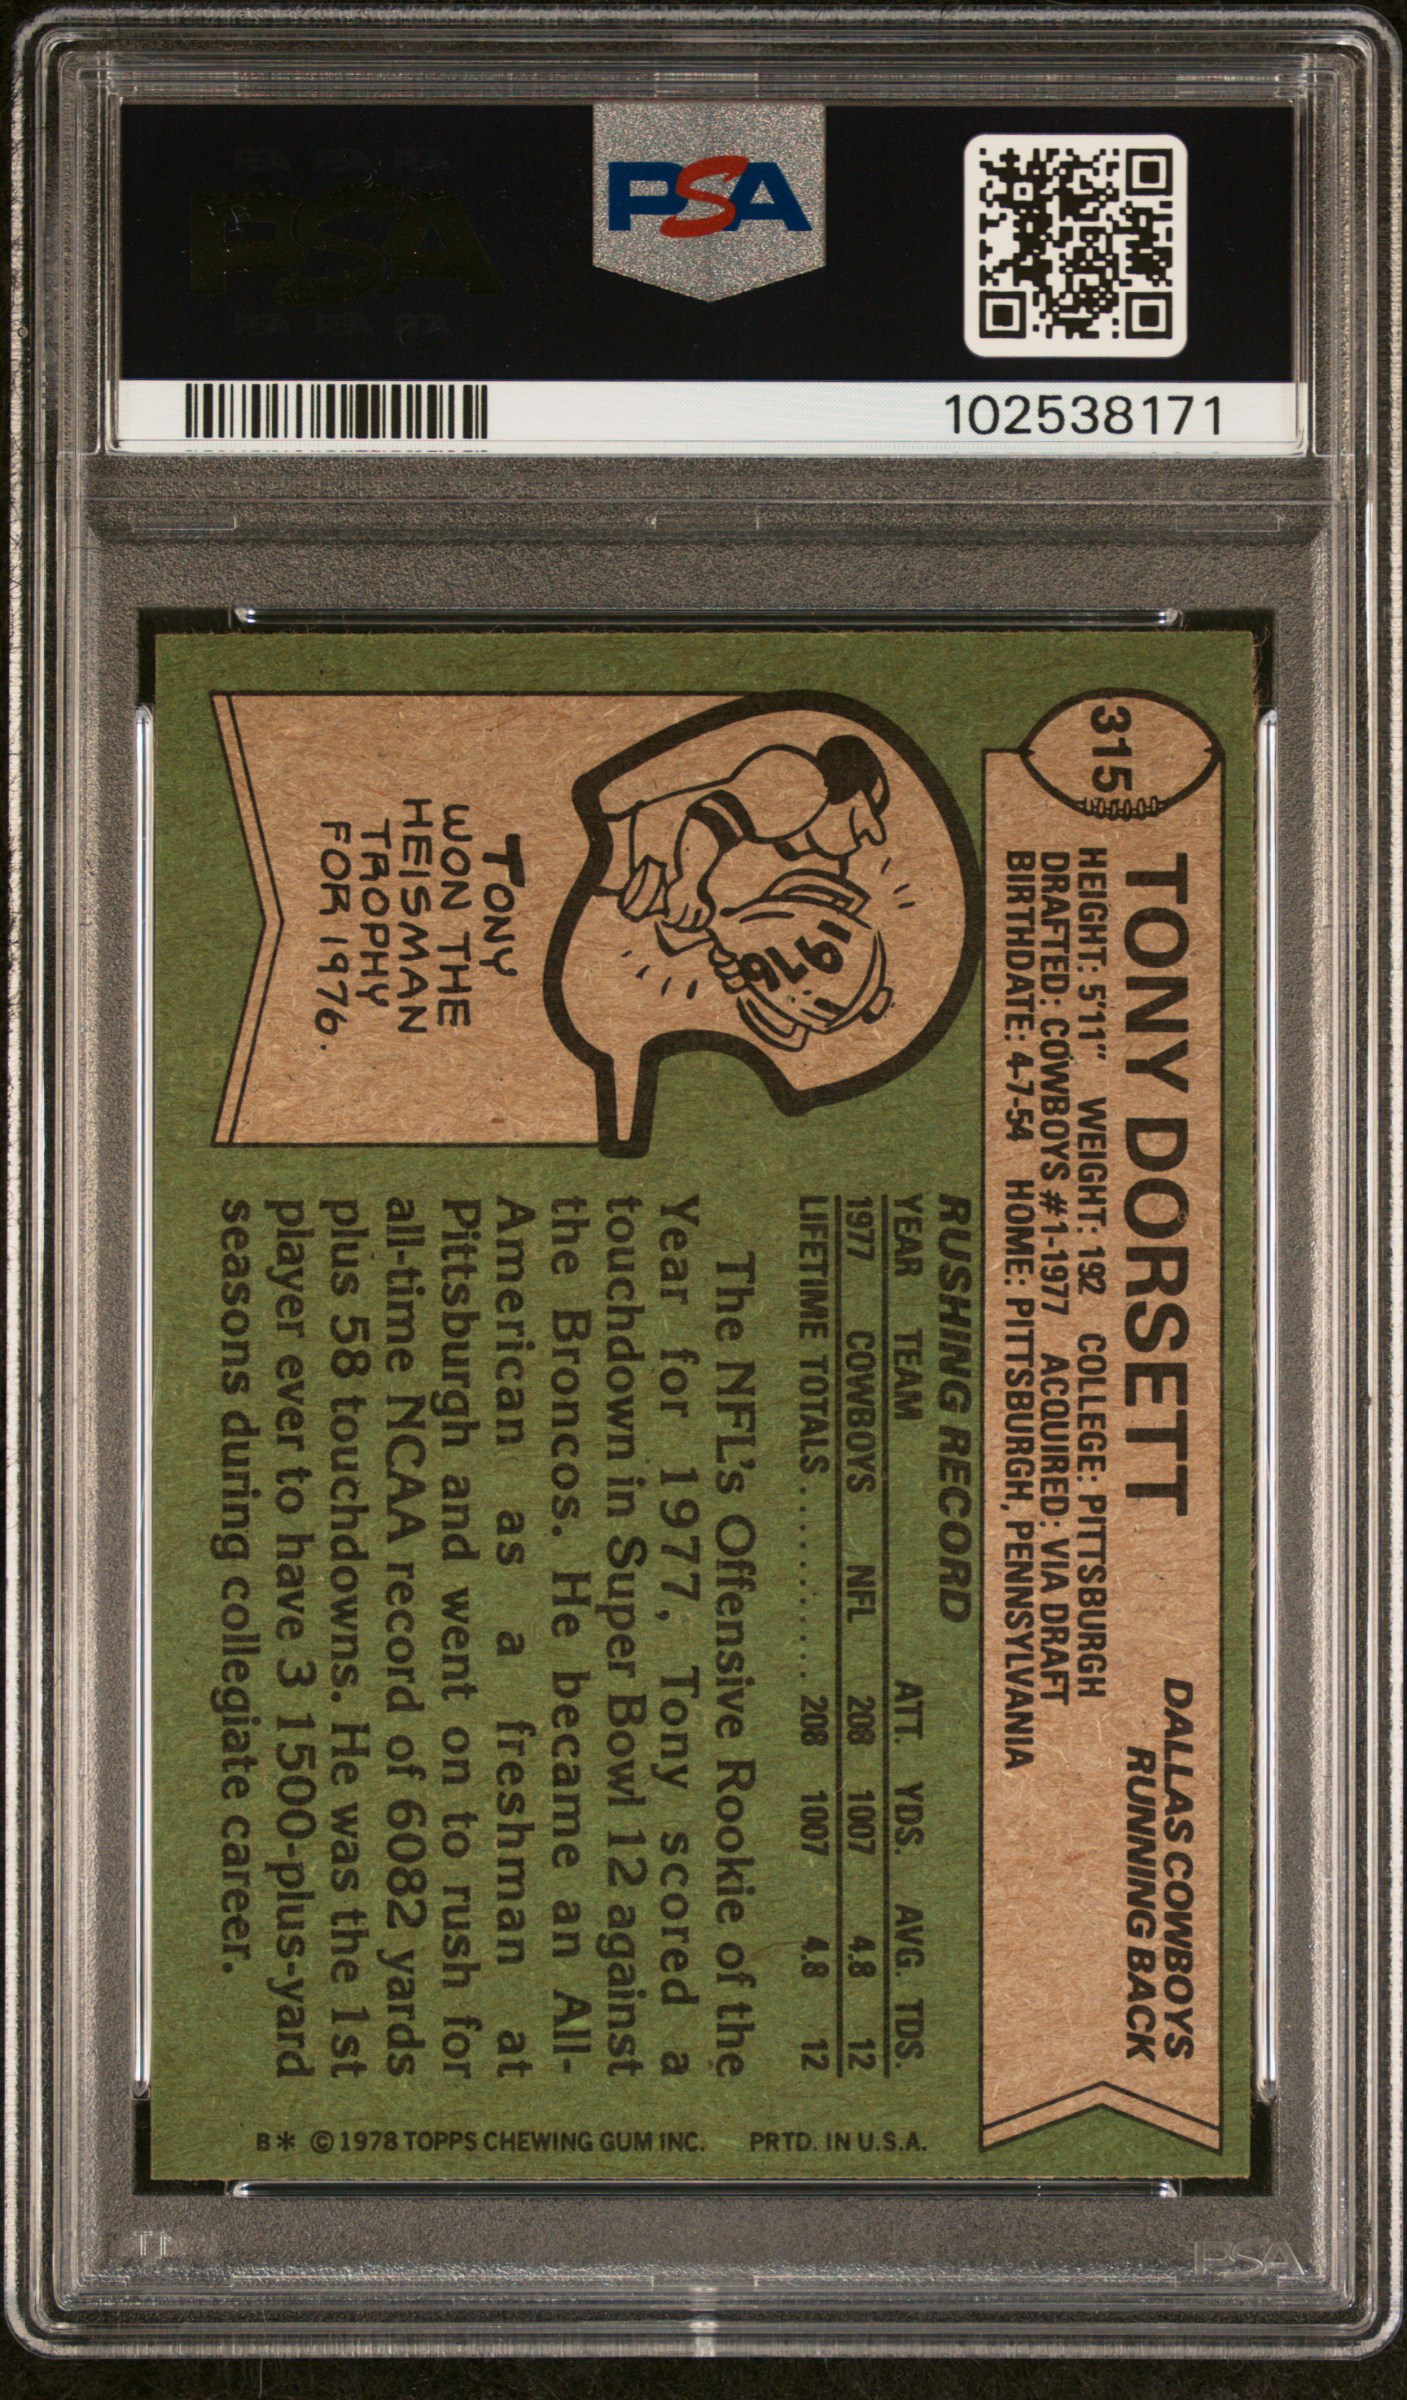 PSA
PSA
102538171
315
TONY DORSETT
DALLAS COWBOYS
RUNNING BACK
HEIGHT: 5'11" WEIGHT: 192 COLLEGE: PITTSBURGH
DRAFTED: COWBOYS #1-1977 ACQUIRED: VIA DRAFT
BIRTHDATE: 4-7-54 HOME: PITTSBURGH, PENNSYLVANIA
1976
TONY
WON THE
HEISMAN
TROPHY
FOR 1976.
RUSHING RECORD
YEAR TEAM ATT. YDS. AVG. TDS.
1977 COWBOYS NFL 208 1007 4.8 12
LIFETIME TOTALS.......... 208 1007 4.8 12
The NFL's Offensive Rookie of the
Year for 1977, Tony scored a
touchdown in Super Bowl 12 against
the Broncos. He became an All-
American as a freshman at
Pittsburgh and went on to rush for
all-time NCAA record of 6082 yards
plus 58 touchdowns. He was the 1st
player ever to have 3 1500-plus-yard
seasons during collegiate career.
B* © 1978 TOPPS CHEWING GUM INC. PRTD. IN U.S.A.
PSA